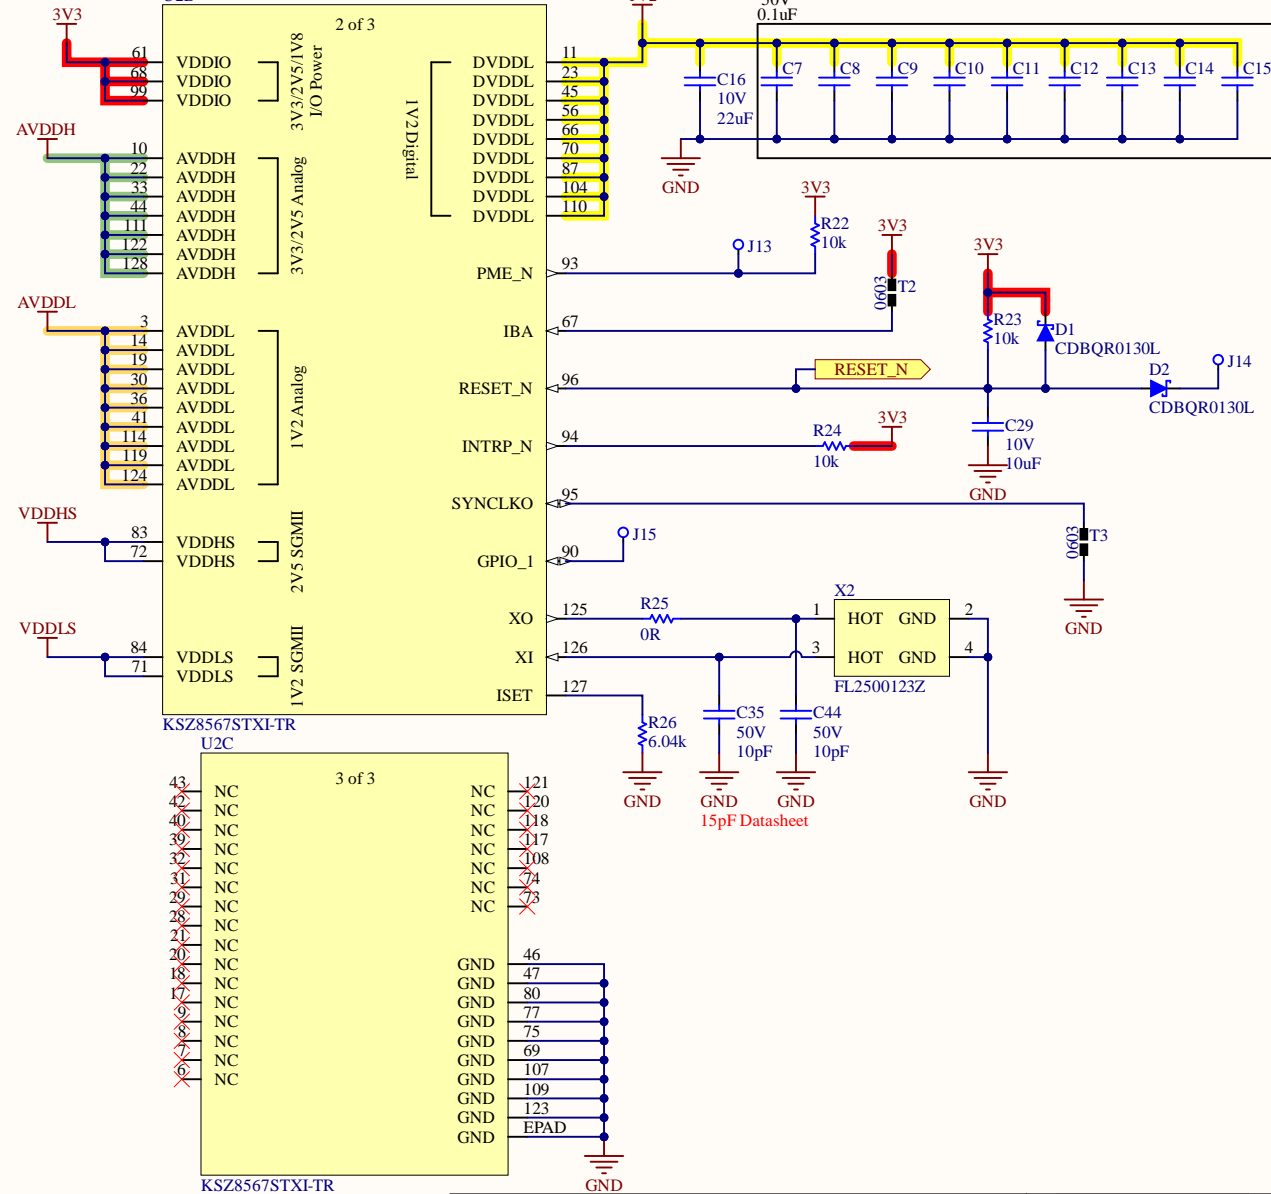 50V
0.1uF
3V3
2 of 3
61 VDDIO
68 VDDIO
99 VDDIO
3V3/2V5/1V8
I/O Power
AVDDH
10 AVDDH
22 AVDDH
33 AVDDH
44 AVDDH
111 AVDDH
122 AVDDH
128 AVDDH
3V3/2V5 Analog
AVDDL
3 AVDDL
14 AVDDL
19 AVDDL
30 AVDDL
36 AVDDL
41 AVDDL
114 AVDDL
119 AVDDL
124 AVDDL
1V2 Analog
VDDHS
83 VDDHS
72 VDDHS
2V5 SGMII
VDDLS
84 VDDLS
71 VDDLS
1V2 SGMII
1V2 Digital
DVDDL 11
DVDDL 23
DVDDL 45
DVDDL 56
DVDDL 66
DVDDL 70
DVDDL 87
DVDDL 104
DVDDL 110
C16
10V
22uF
C7 C8 C9 C10 C11 C12 C13 C14 C15
GND
PME_N 93
J13
3V3
R22
10k
IBA 67
3V3
0603 T2
RESET_N 96
RESET_N
3V3
R23
10k
D1
CDBQR0130L
D2
CDBQR0130L
J14
C29
10V
10uF
GND
INTRP_N 94
R24
10k
3V3
SYNCLKO 95
0603 T3
GND
GPIO_1 90
J15
XO 125
R25
0R
XI 126
X2
1 HOT GND 2
3 HOT GND 4
FL2500123Z
ISET 127
R26
6.04k
GND
C35
50V
10pF
GND
15pF Datasheet
C44
50V
10pF
GND
GND
KSZ8567STXI-TR
U2C
3 of 3
43 NC
42 NC
40 NC
39 NC
32 NC
31 NC
29 NC
28 NC
21 NC
20 NC
18 NC
17 NC
9 NC
8 NC
7 NC
6 NC
NC 121
NC 120
NC 118
NC 117
NC 108
NC 74
NC 73
GND 46
GND 47
GND 80
GND 77
GND 75
GND 69
GND 107
GND 109
GND 123
GND EPAD
GND
KSZ8567STXI-TR